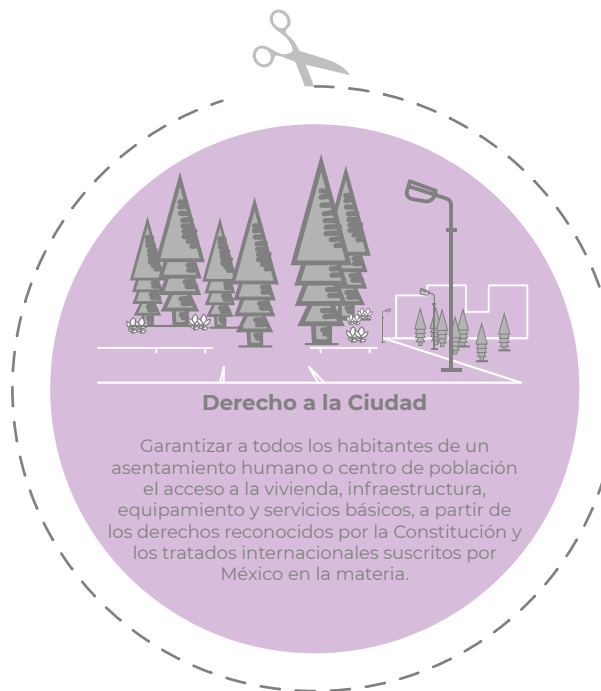 Derecho a la Ciudad
Garantizar a todos los habitantes de un
asentamiento humano o centro de población
el acceso a la vivienda, infraestructura,
equipamiento y servicios básicos, a partir de
los derechos reconocidos por la Constitución y
los tratados internacionales suscritos por
México en la materia.